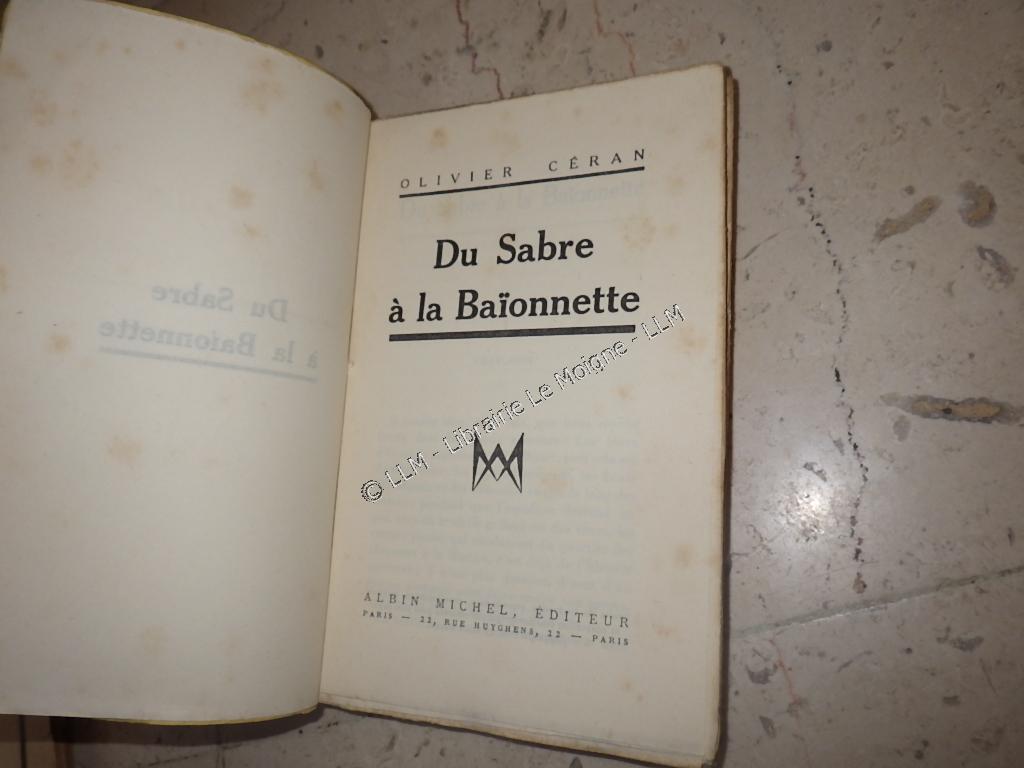 OLIVIER CÉRAN
Du Sabre
à la Baïonnette
© LLM - Librairie Le Moigne - LLM
ALBIN MICHEL, ÉDITEUR
PARIS — 22, RUE HUYGHENS, 22 — PARIS
Du Sabre
à la Baïonnette